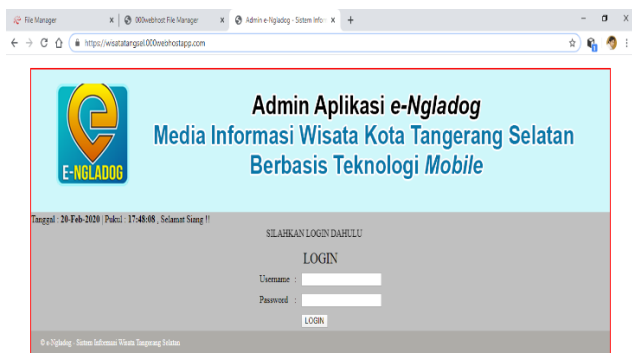 File Manager
000webhost File Manager
Admin e-Ngladog - Sistem Infor
https://wisatatangsel.000webhostapp.com
E-NGLADOG
Admin Aplikasi e-Ngladog
Media Informasi Wisata Kota Tangerang Selatan
Berbasis Teknologi Mobile
Tanggal : 20-Feb-2020 | Pukul : 17:48:08 , Selamat Siang !!
SILAHKAN LOGIN DAHULU
LOGIN
Username :
Password :
LOGIN
© e-Ngladog - Sistem Informasi Wisata Tangerang Selatan